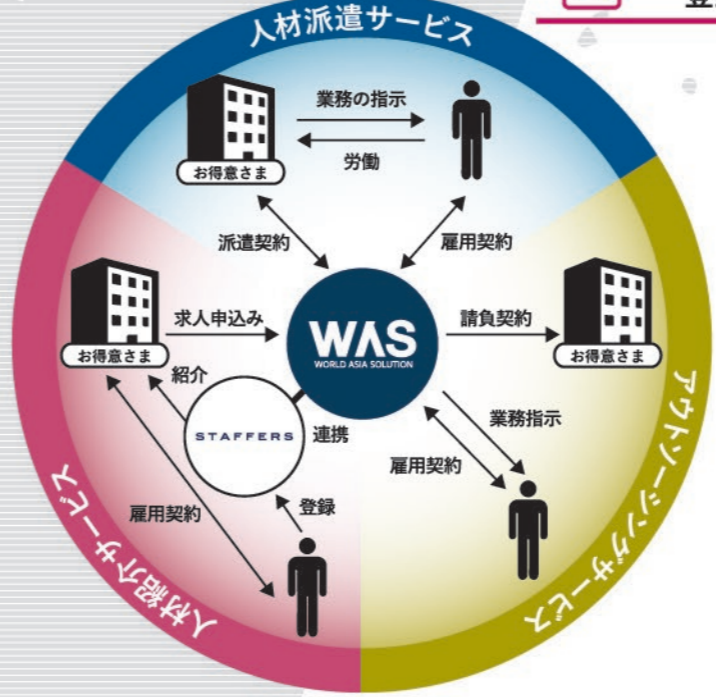 人材派遣サービス
業務の指示
労働
お得意さま
派遣契約
雇用契約
求人申込み
お得意さま
紹介
WAS
WORLD ASIA SOLUTION
STAFFERS
連携
登録
雇用契約
人材紹介サービス
請負契約
お得意さま
業務指示
雇用契約
アウトソーシングサービス